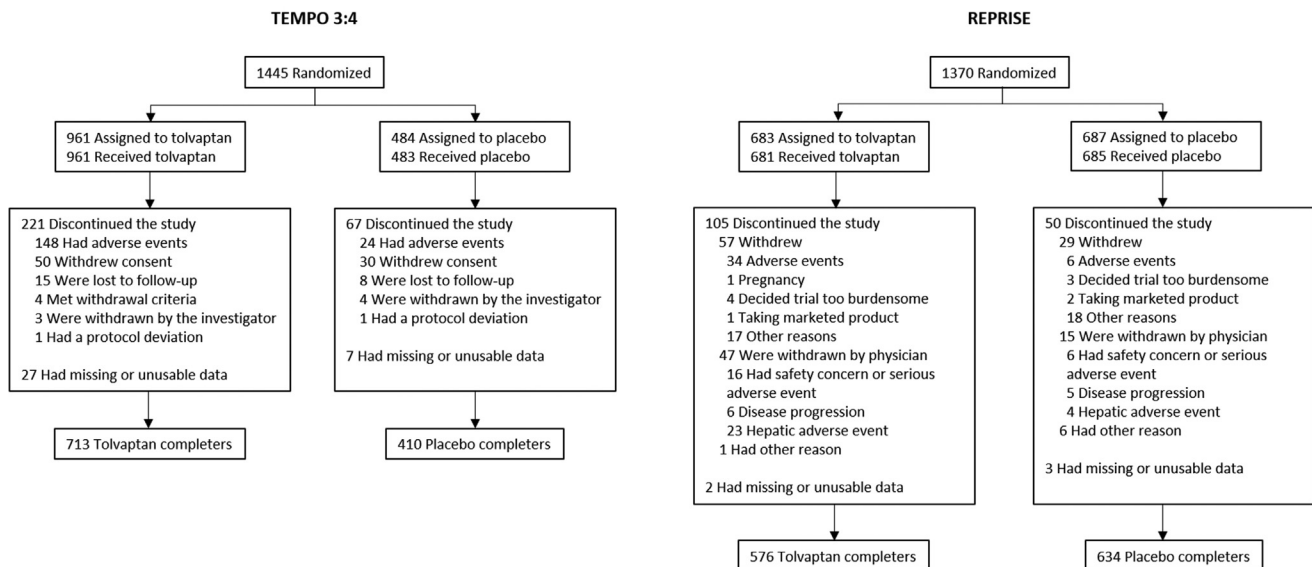 TEMPO 3:4
1445 Randomized
961 Assigned to tolvaptan
961 Received tolvaptan
484 Assigned to placebo
483 Received placebo
221 Discontinued the study
148 Had adverse events
50 Withdrew consent
15 Were lost to follow-up
4 Met withdrawal criteria
3 Were withdrawn by the investigator
1 Had a protocol deviation
27 Had missing or unusable data
67 Discontinued the study
24 Had adverse events
30 Withdrew consent
8 Were lost to follow-up
4 Were withdrawn by the investigator
1 Had a protocol deviation
7 Had missing or unusable data
713 Tolvaptan completers
410 Placebo completers
REPRISE
1370 Randomized
683 Assigned to tolvaptan
681 Received tolvaptan
687 Assigned to placebo
685 Received placebo
105 Discontinued the study
57 Withdrew
34 Adverse events
1 Pregnancy
4 Decided trial too burdensome
1 Taking marketed product
17 Other reasons
47 Were withdrawn by physician
16 Had safety concern or serious
adverse event
6 Disease progression
23 Hepatic adverse event
1 Had other reason
2 Had missing or unusable data
50 Discontinued the study
29 Withdrew
6 Adverse events
3 Decided trial too burdensome
2 Taking marketed product
18 Other reasons
15 Were withdrawn by physician
6 Had safety concern or serious
adverse event
5 Disease progression
4 Hepatic adverse event
6 Had other reason
3 Had missing or unusable data
576 Tolvaptan completers
634 Placebo completers